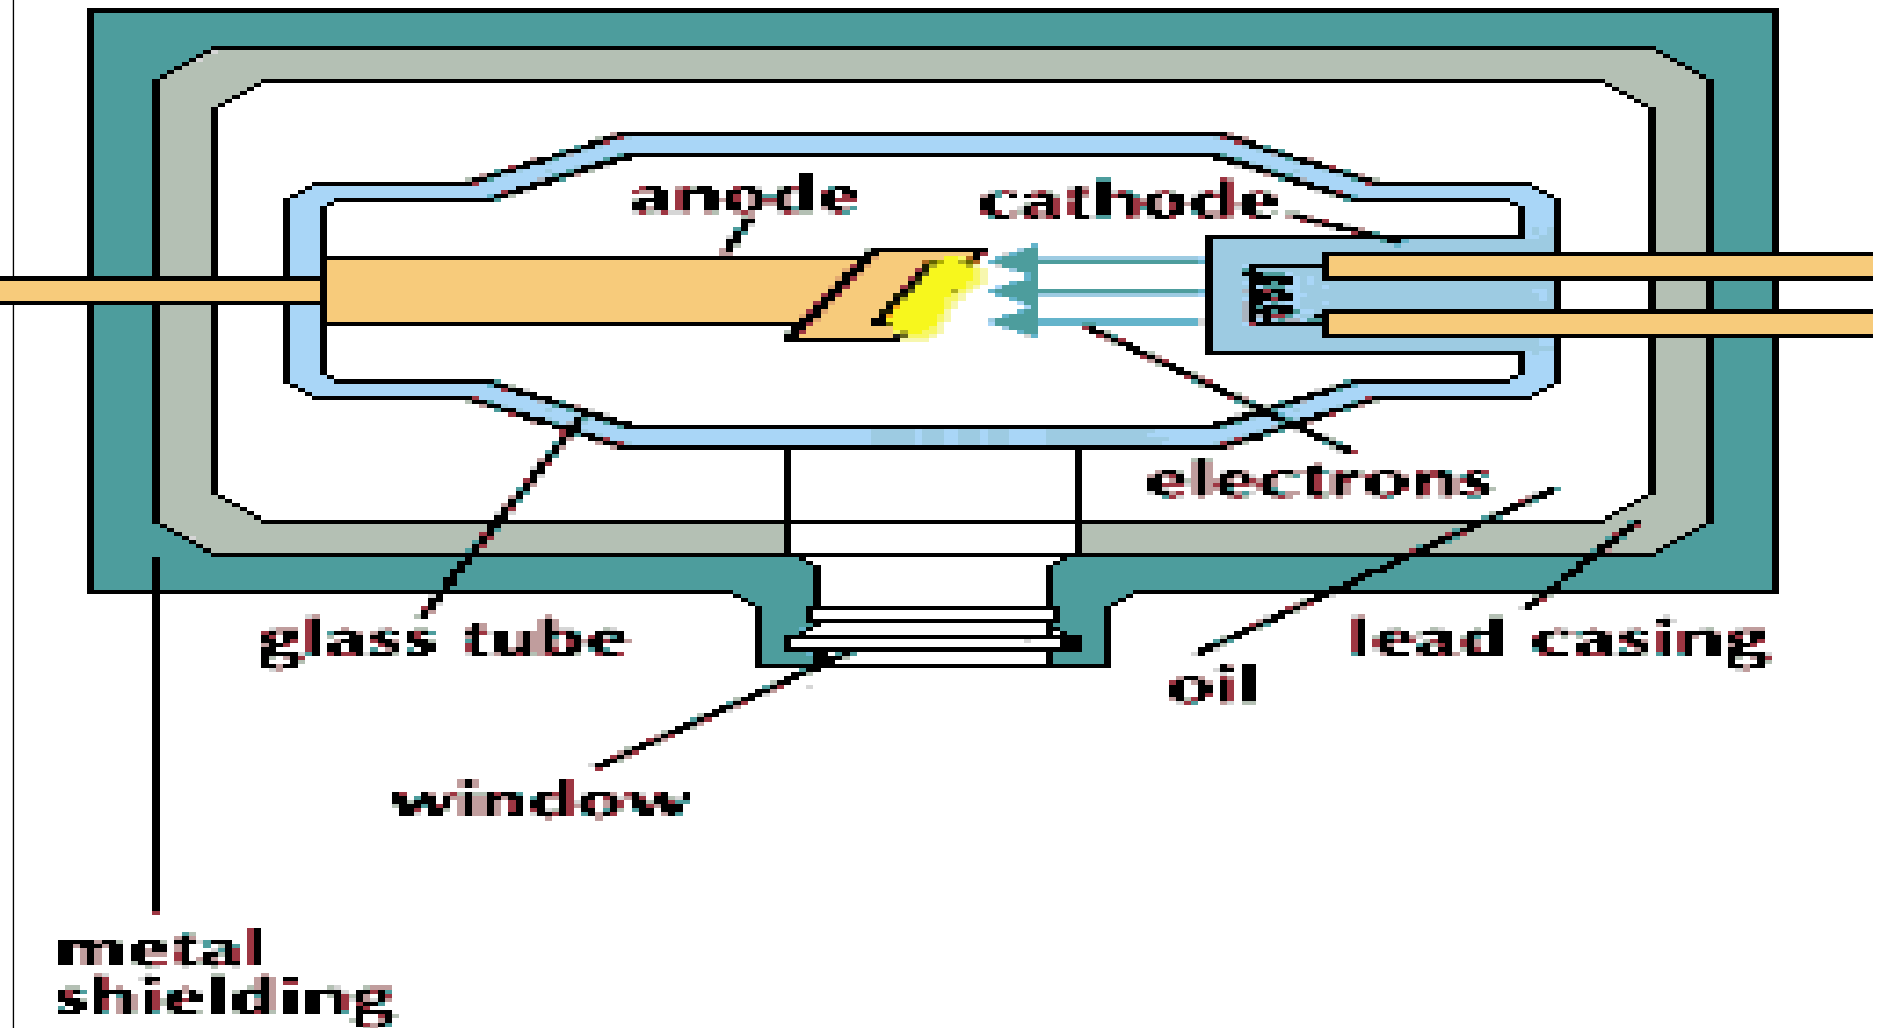 anode
cathode
electrons
glass tube
lead casing
oil
window
metal
shielding